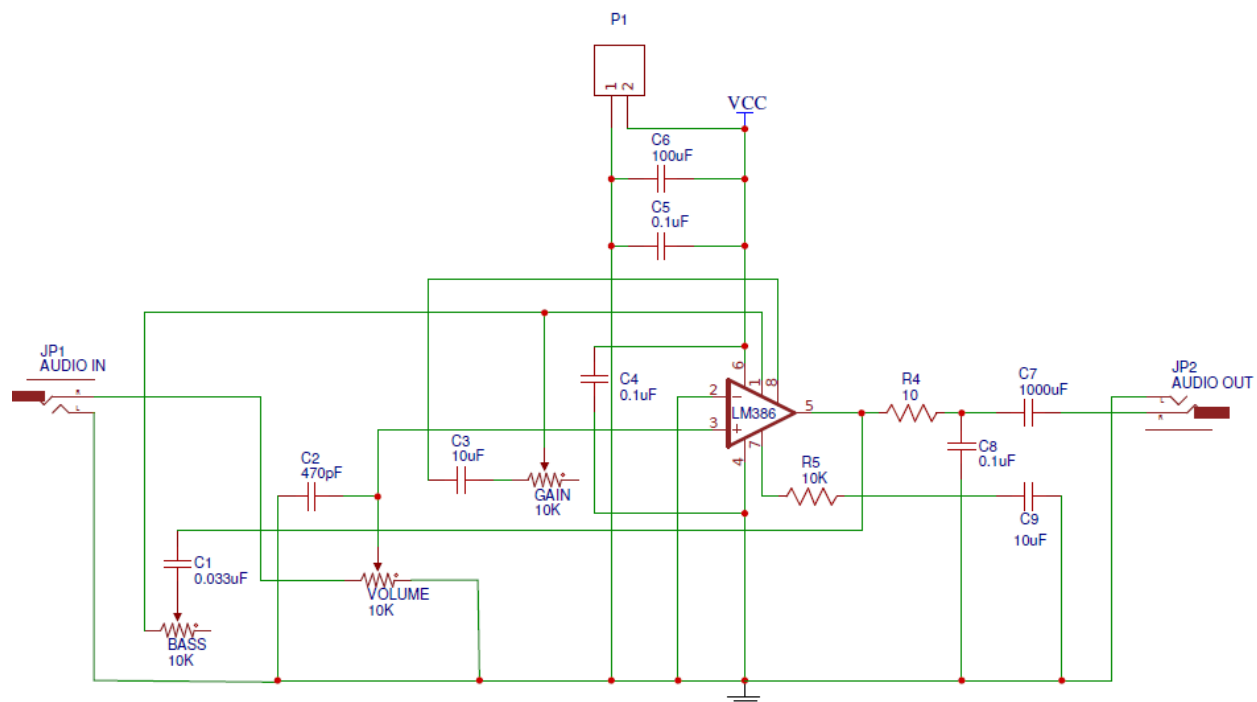 P1
1 2
VCC
C6
100uF
C5
0.1uF
JP1
AUDIO IN
R
L
C4
0.1uF
6
1
8
2
3
LM386
5
4
7
R4
10
C7
1000uF
JP2
AUDIO OUT
L
R
C8
0.1uF
C3
10uF
C2
470pF
GAIN
10K
R5
10K
C9
10uF
C1
0.033uF
VOLUME
10K
BASS
10K